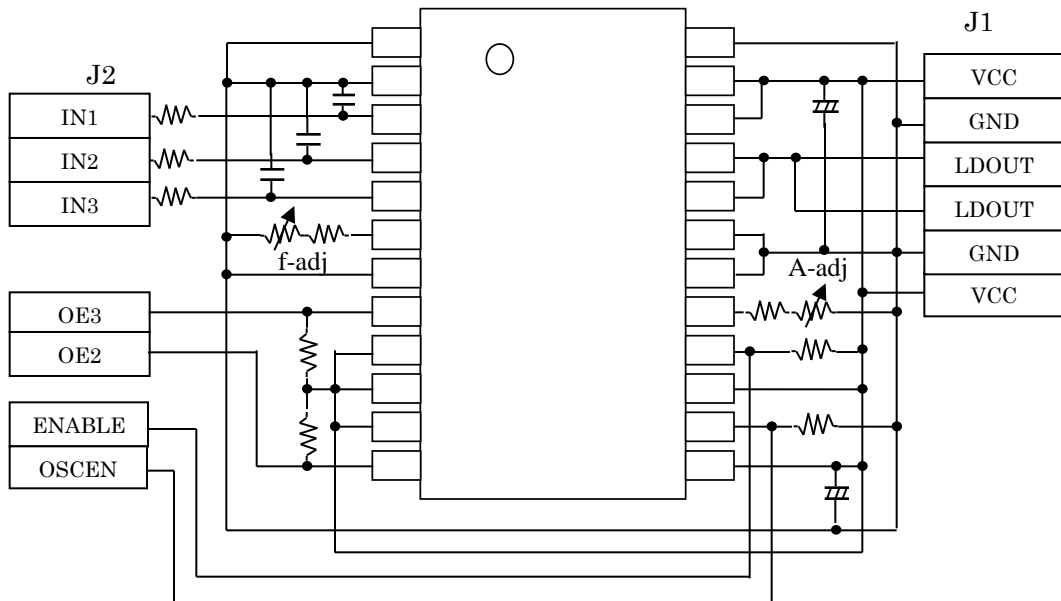 J2
IN1
IN2
IN3
f-adj
OE3
OE2
ENABLE
OSCEN
J1
VCC
GND
LDOUT
LDOUT
GND
VCC
A-adj